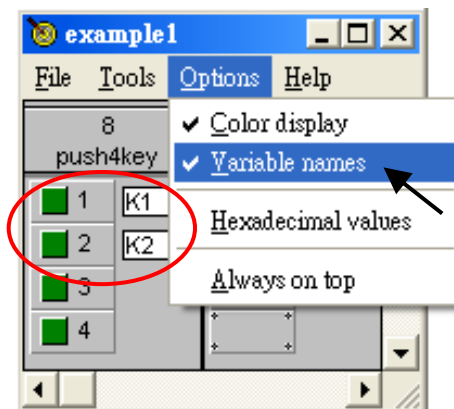 example1
File Tools Options Help
8
push4key
Color display
Variable names
Hexadecimal values
Always on top
1 K1
2 K2
3
4